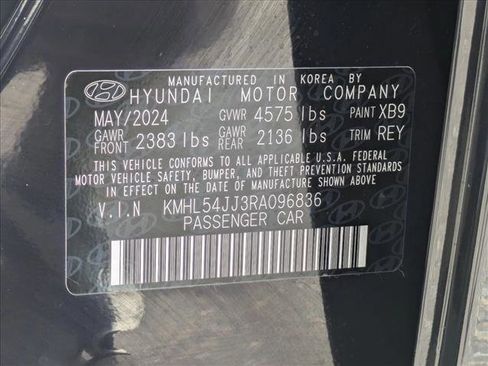 MANUFACTURED IN KOREA BY
HYUNDAI MOTOR COMPANY
MAY/2024 GVWR 4575 lbs PAINT XB9
GAWR FRONT 2383 lbs GAWR REAR 2136 lbs TRIM REY
THIS VEHICLE CONFORMS TO ALL APPLICABLE U.S.A. FEDERAL
MOTOR VEHICLE SAFETY, BUMPER, AND THEFT PREVENTION STANDARDS
IN EFFECT ON THE DATE OF MANUFACTURE SHOWN ABOVE.
V.I.N KMHL54JJ3RA096836
PASSENGER CAR